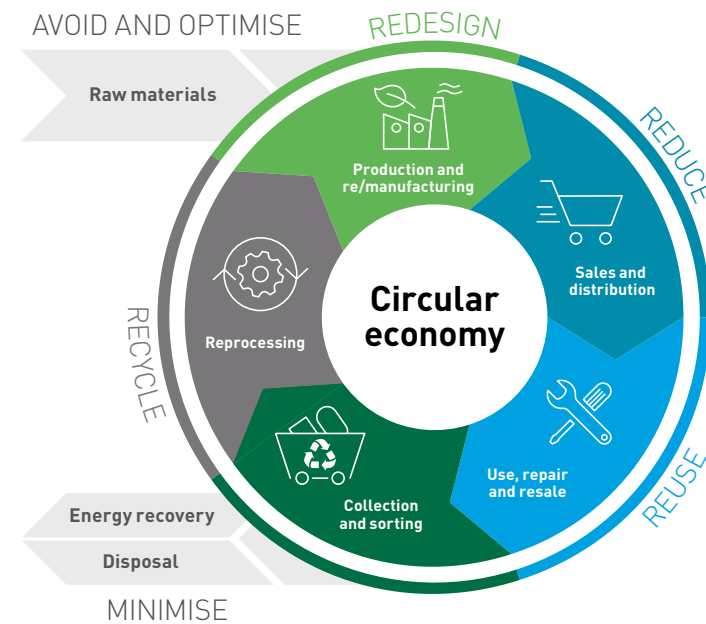 AVOID AND OPTIMISE
REDESIGN
Raw materials
REDUCE
Production and
re/manufacturing
Sales and
distribution
Circular
economy
RECYCLE
Reprocessing
Use, repair
and resale
REUSE
Collection
and sorting
Energy recovery
Disposal
MINIMISE